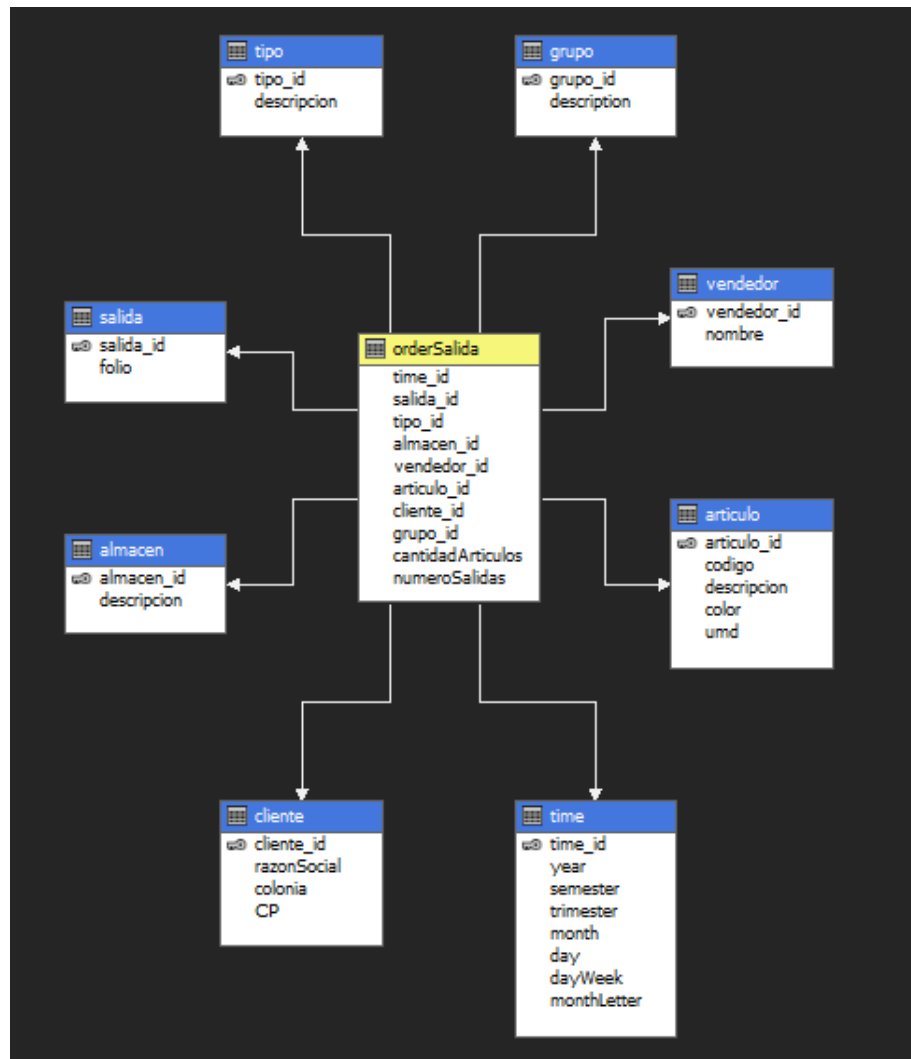 tipo
tipo_id
descripcion
grupo
grupo_id
description
salida
salida_id
folio
orderSalida
time_id
salida_id
tipo_id
almacen_id
vendedor_id
articulo_id
cliente_id
grupo_id
cantidadArticulos
numeroSalidas
vendedor
vendedor_id
nombre
almacen
almacen_id
descripcion
articulo
articulo_id
codigo
descripcion
color
umd
cliente
cliente_id
razonSocial
colonia
CP
time
time_id
year
semester
trimester
month
day
dayWeek
monthLetter